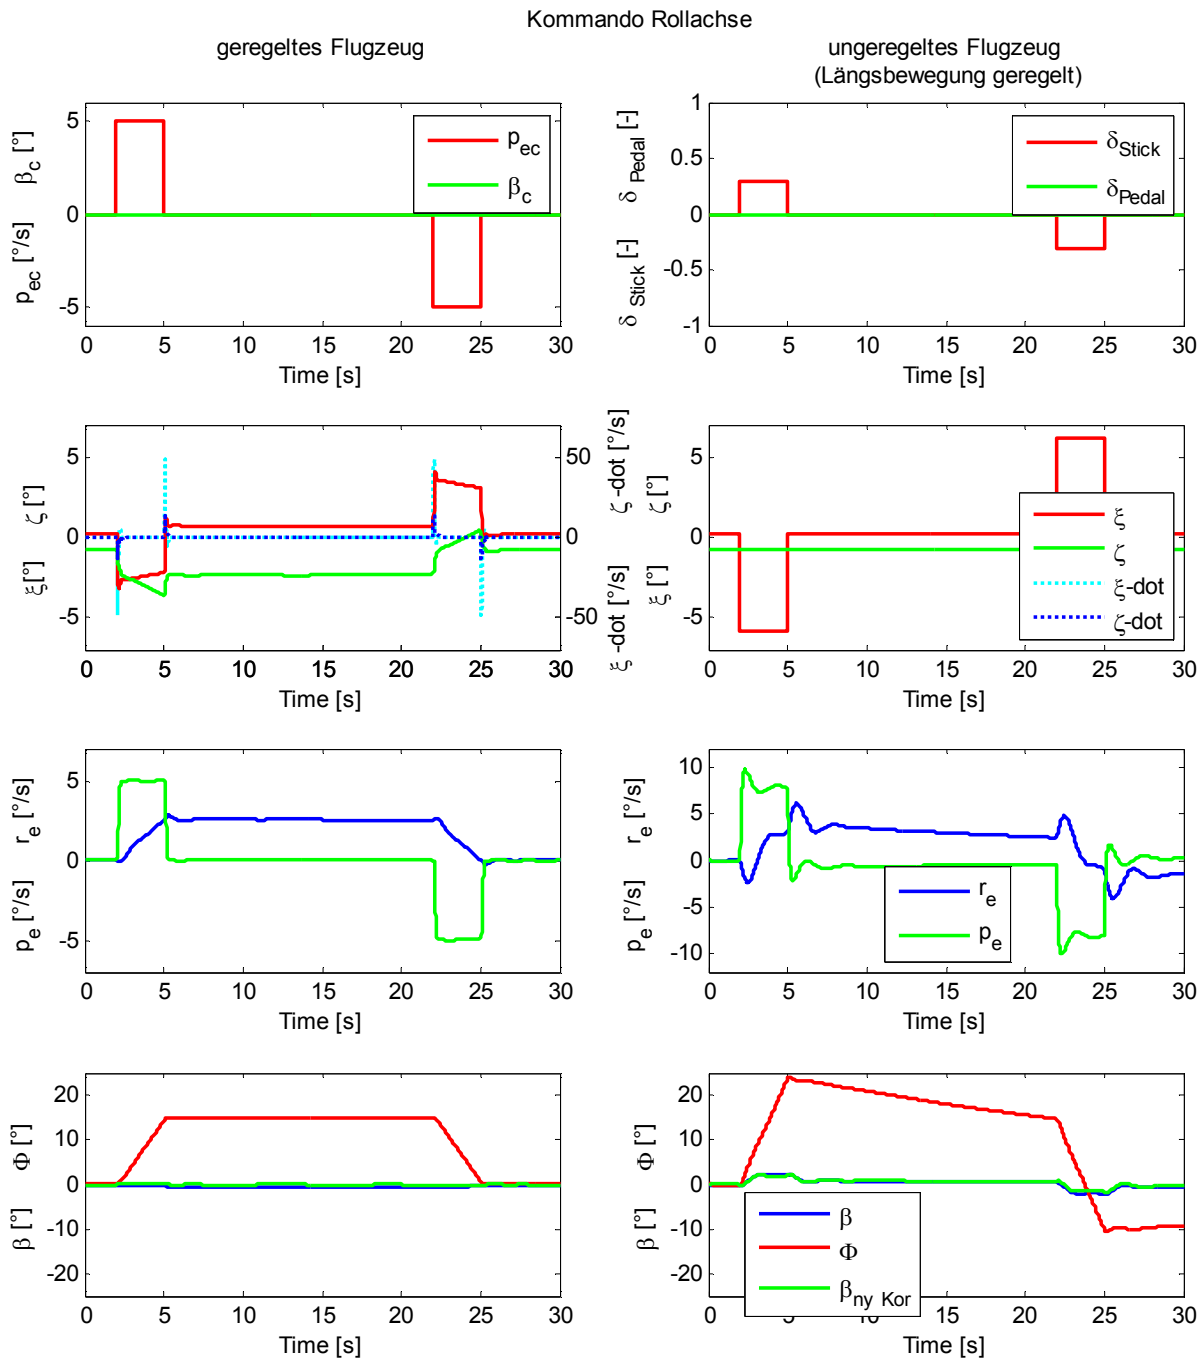 Kommando Rollachse
geregeltes Flugzeug
ungeregeltes Flugzeug
(Längsbewegung geregelt)
p_ec [°/s] β_c [°]
5
0
-5
p_ec
β_c
0 5 10 15 20 25 30
Time [s]
δ_Stick [-] δ_Pedal [-]
1
0.5
0
-0.5
-1
δ_Stick
δ_Pedal
0 5 10 15 20 25 30
Time [s]
ξ[°] ζ [°]
5
0
-5
50
0
-50
ξ -dot [°/s] ζ -dot [°/s]
0 5 10 15 20 25 30
Time [s]
ξ [°] ζ [°]
5
0
-5
ξ
ζ
ξ-dot
ζ-dot
0 5 10 15 20 25 30
Time [s]
p_e [°/s] r_e [°/s]
5
0
-5
0 5 10 15 20 25 30
Time [s]
p_e [°/s] r_e [°/s]
10
5
0
-5
-10
r_e
p_e
0 5 10 15 20 25 30
Time [s]
β [°] Φ [°]
20
10
0
-10
-20
0 5 10 15 20 25 30
Time [s]
β [°] Φ [°]
20
10
0
-10
-20
β
Φ
β_ny Kor
0 5 10 15 20 25 30
Time [s]